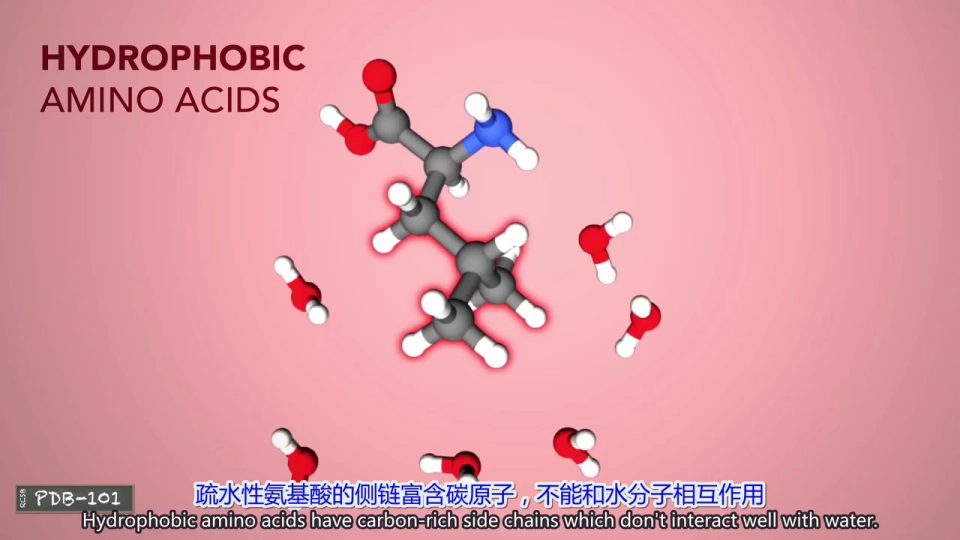 HYDROPHOBIC
AMINO ACIDS
RCSB PDB-101
疏水性氨基酸的侧链富含碳原子，不能和水分子相互作用
Hydrophobic amino acids have carbon-rich side chains which don't interact well with water.